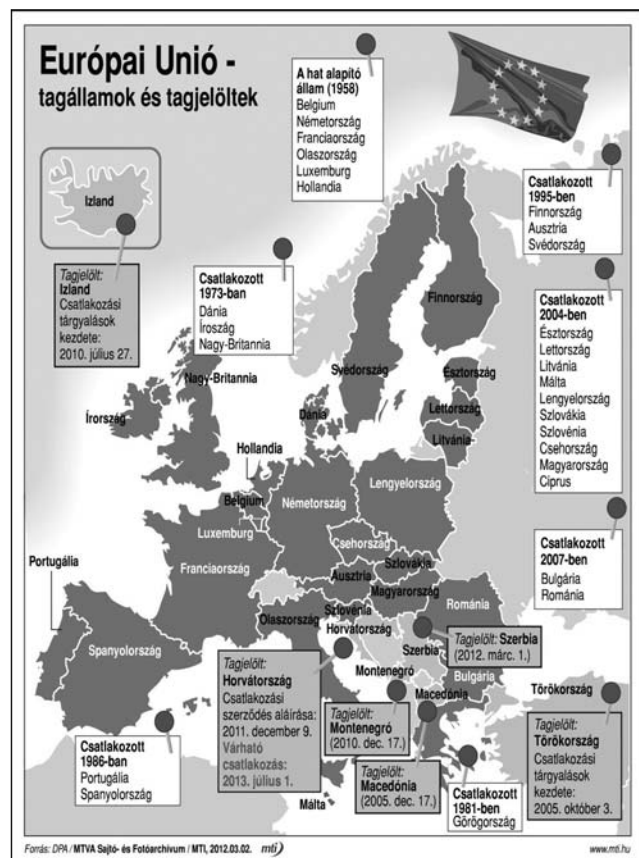 Európai Unió -
tagállamok és tagjelöltek
A hat alapító
állam (1958)
Belgium
Németország
Franciaország
Olaszország
Luxemburg
Hollandia
Csatlakozott
1995-ben
Finnország
Ausztria
Svédország
Izland
Tagjelölt:
Izland
Csatlakozási
tárgyalások
kezdete:
2010. július 27.
Csatlakozott
1973-ban
Dánia
Íroszág
Nagy-Britannia
Csatlakozott
2004-ben
Észtország
Lettország
Litvánia
Málta
Lengyelország
Szlovákia
Szlovénia
Csehország
Magyarország
Ciprus
Finnország
Svédország
Észtország
Nagy-Britannia
Lettország
Írország
Dánia
Litvánia
Hollandia
Lengyelország
Belgium
Németország
Luxemburg
Csehország
Szlovákia
Franciaország
Ausztria
Magyarország
Portugália
Szlovénia
Románia
Olaszország
Horvátország
Spanyolország
Szerbia
Montenegró
Bulgária
Macedónia
Törökország
Málta
Csatlakozott
2007-ben
Bulgária
Románia
Tagjelölt: Szerbia
(2012. márc. 1.)
Tagjelölt:
Horvátország
Csatlakozási
szerződés aláírása:
2011. december 9.
Várható
csatlakozás:
2013. július 1.
Tagjelölt:
Montenegró
(2010. dec. 17.)
Tagjelölt:
Macedónia
(2005. dec. 17.)
Tagjelölt:
Törökország
Csatlakozási
tárgyalások
kezdete:
2005. október 3.
Csatlakozott
1986-ban
Portugália
Spanyolország
Csatlakozott
1981-ben
Görögország
Forrás: DPA / MTVA Sajtó- és Fotóarchívum / MTI, 2012.03.02. mti
www.mti.hu